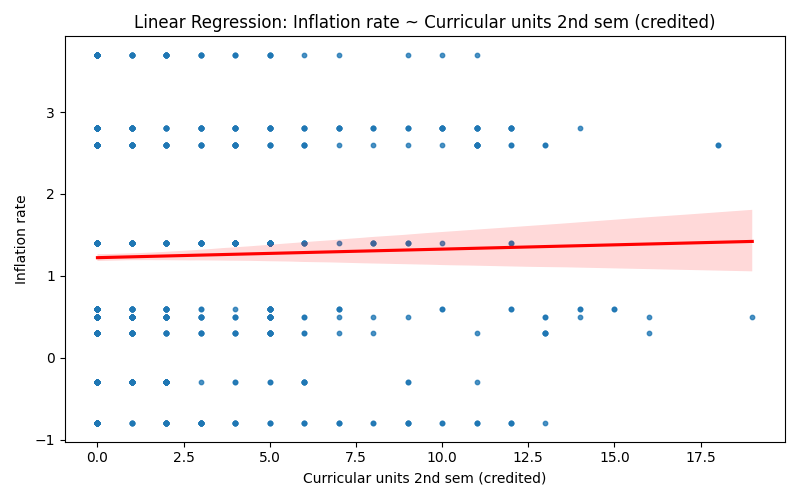 Linear Regression: Inflation rate ~ Curricular units 2nd sem (credited)
3
2
1
0
−1
Inflation rate
0.0 2.5 5.0 7.5 10.0 12.5 15.0 17.5
Curricular units 2nd sem (credited)